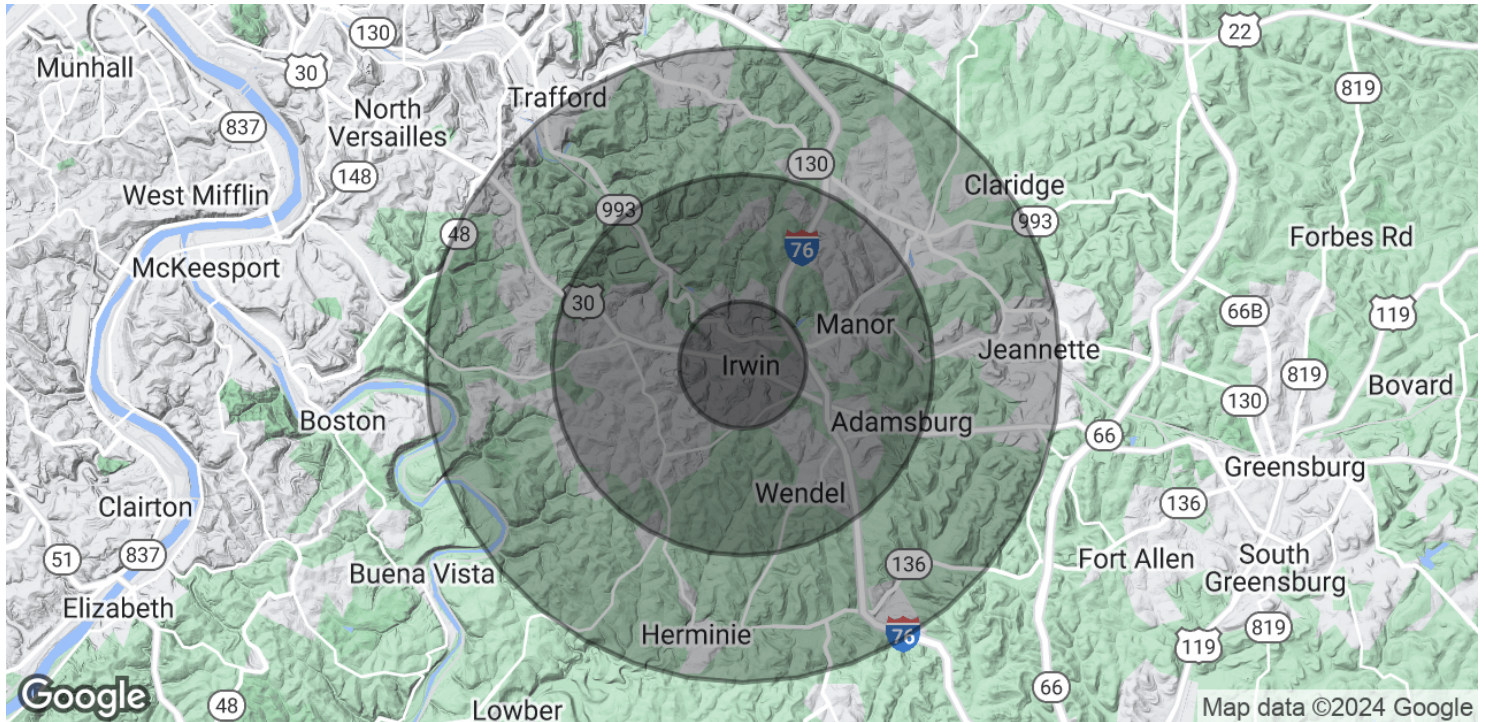 130
22
Munhall
30
819
Trafford
North
Versailles
837
130
148
Claridge
West Mifflin
993
993
48
Forbes Rd
76
McKeesport
30
66B
119
Manor
Jeannette
Irwin
819
Bovard
130
Boston
Adamsburg
66
Greensburg
Wendel
136
Clairton
51
837
136
Fort Allen
South
Greensburg
Buena Vista
Elizabeth
Herminie
76
819
119
66
Google
48
Lowber
Map data ©2024 Google